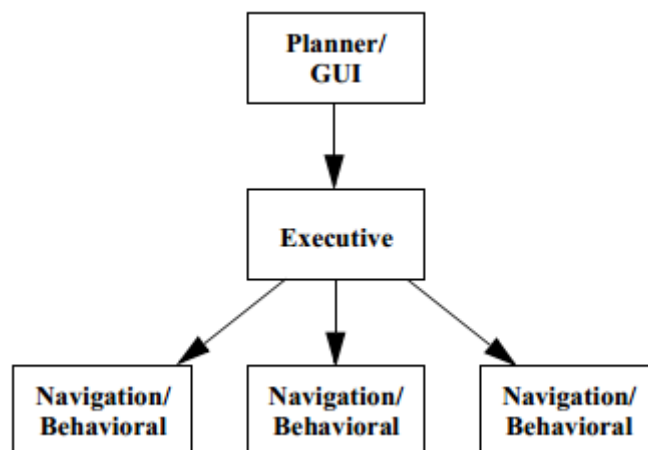 Planner/
GUI
Executive
Navigation/
Behavioral
Navigation/
Behavioral
Navigation/
Behavioral